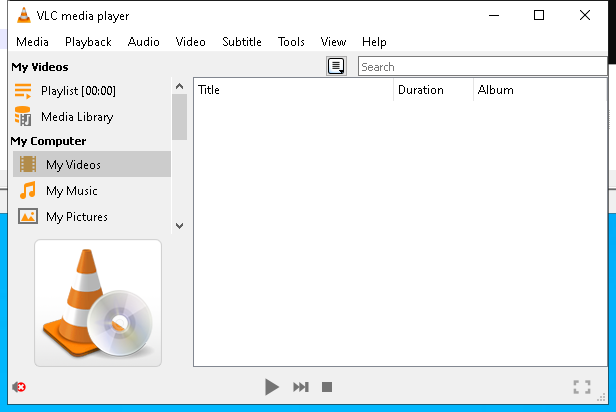 VLC media player
Media Playback Audio Video Subtitle Tools View Help
My Videos
Search
Playlist [00:00]
Media Library
My Computer
My Videos
My Music
My Pictures
Title Duration Album